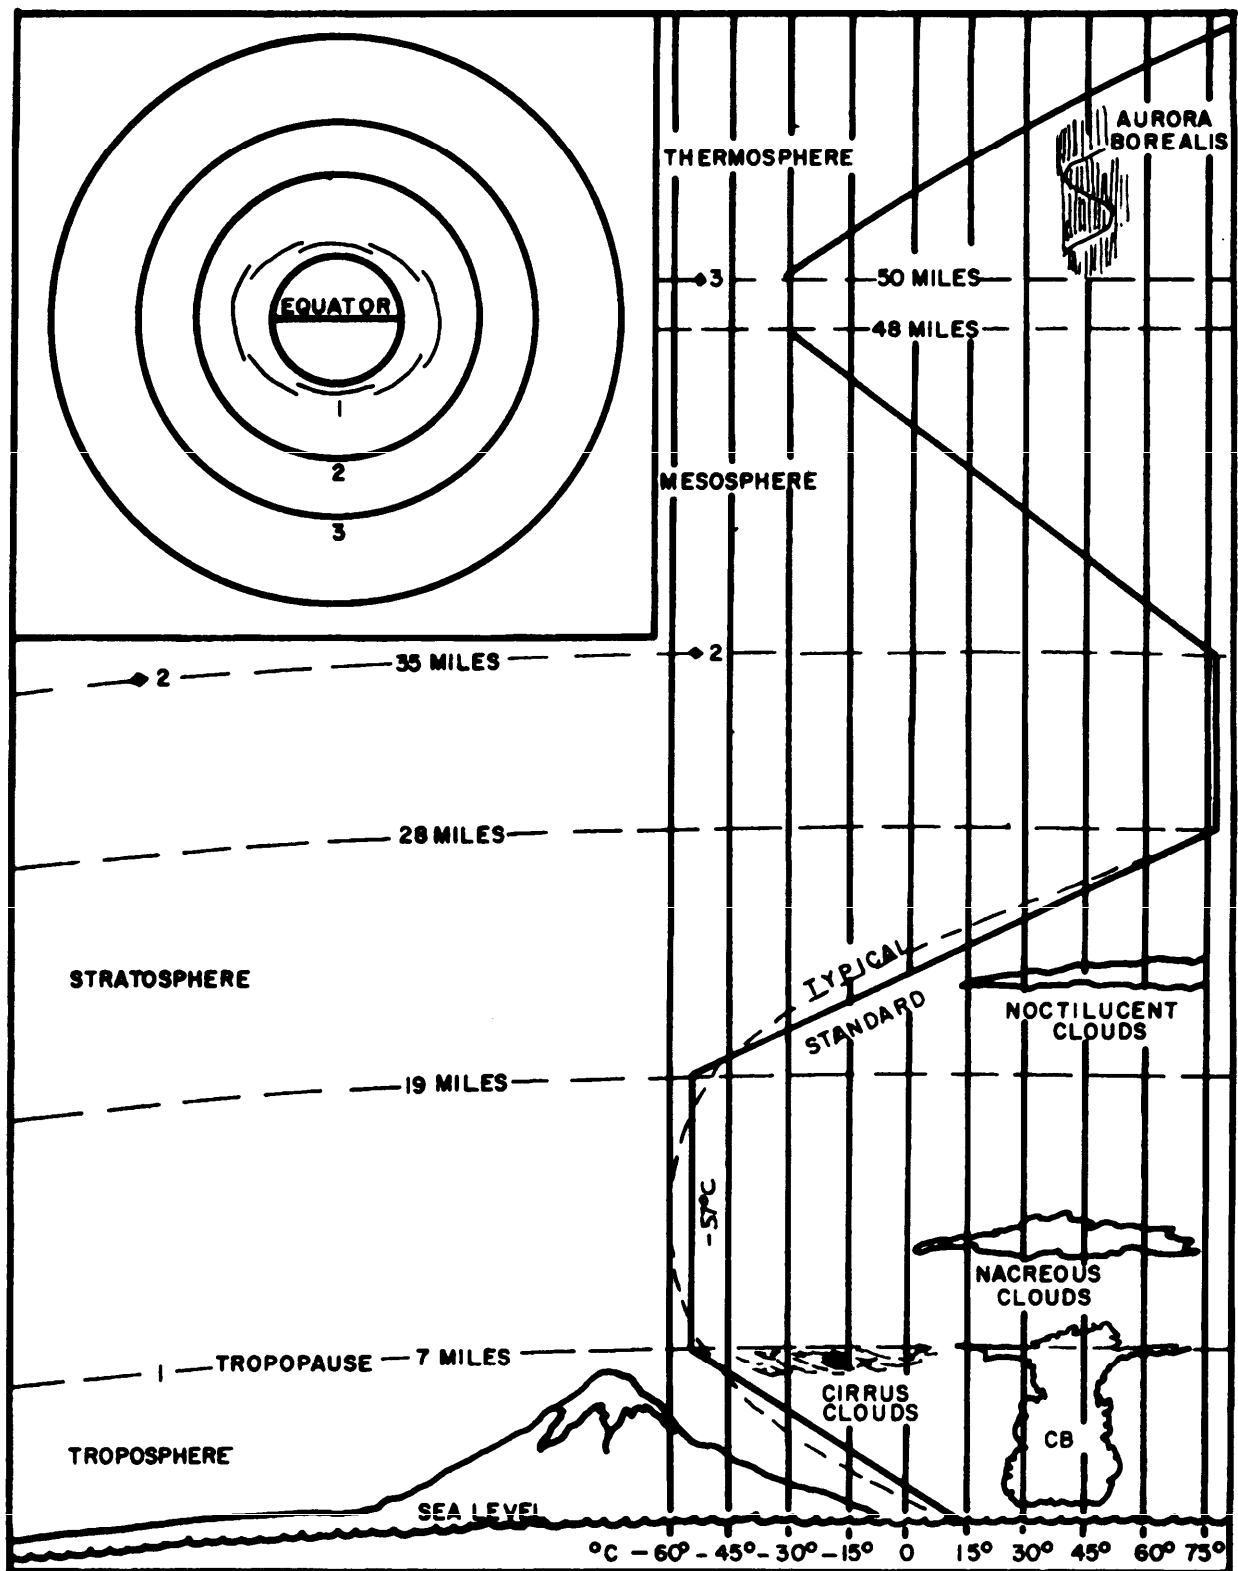 EQUATOR
1
2
3
THERMOSPHERE
AURORA
BOREALIS
3
50 MILES
48 MILES
MESOSPHERE
2
35 MILES
2
28 MILES
TYPICAL
STANDARD
STRATOSPHERE
NOCTILUCENT
CLOUDS
19 MILES
-57°C
NACREOUS
CLOUDS
1 TROPOPAUSE 7 MILES
CIRRUS
CLOUDS
CB
TROPOSPHERE
SEA LEVEL
°C -60° -45° -30° -15° 0 15° 30° 45° 60° 75°